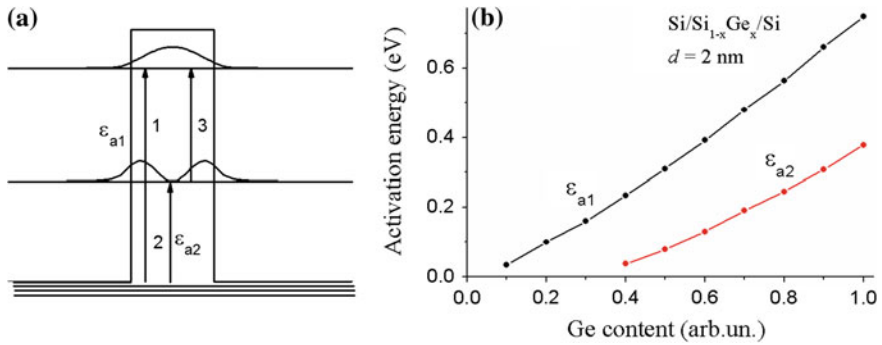 (a)
ε_a1
1
3
2
ε_a2
(b)
Si/Si_{1-x}Ge_x/Si
d = 2 nm
Activation energy (eV)
0.6
0.4
0.2
0.0
ε_a1
ε_a2
0.0 0.2 0.4 0.6 0.8 1.0
Ge content (arb.un.)